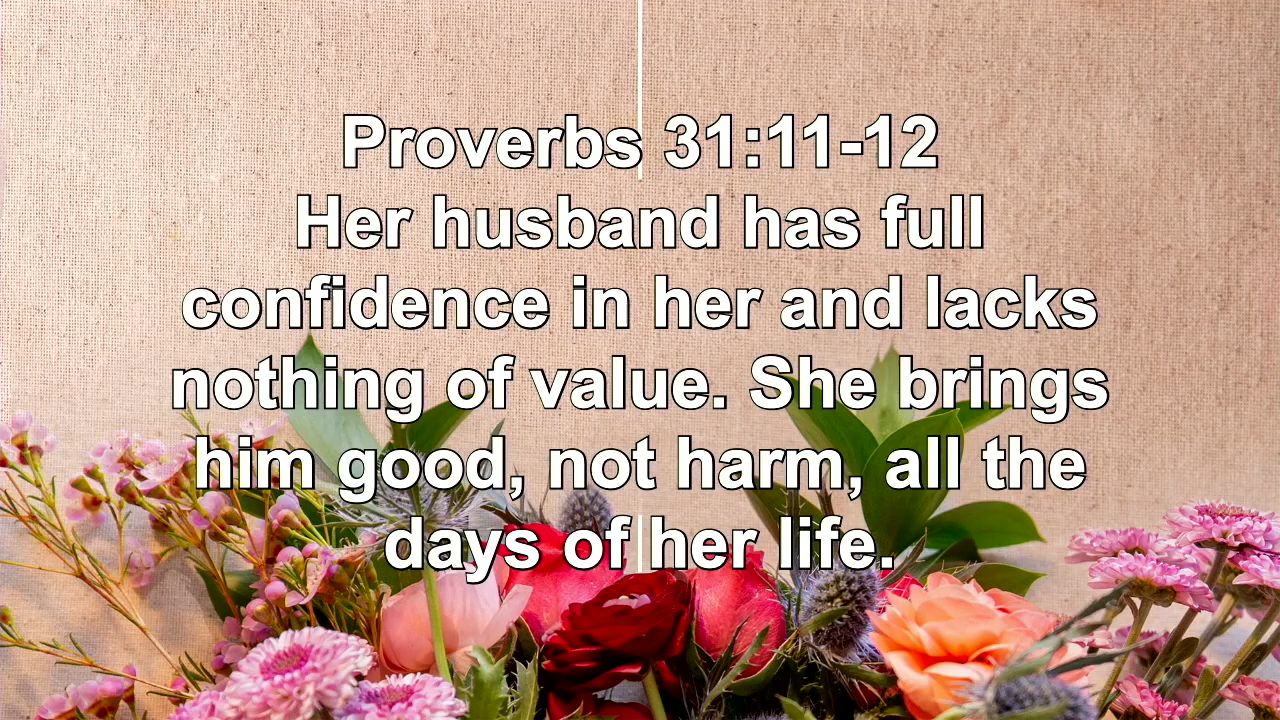 Proverbs 31:11-12
Her husband has full
confidence in her and lacks
nothing of value. She brings
him good, not harm, all the
days of her life.